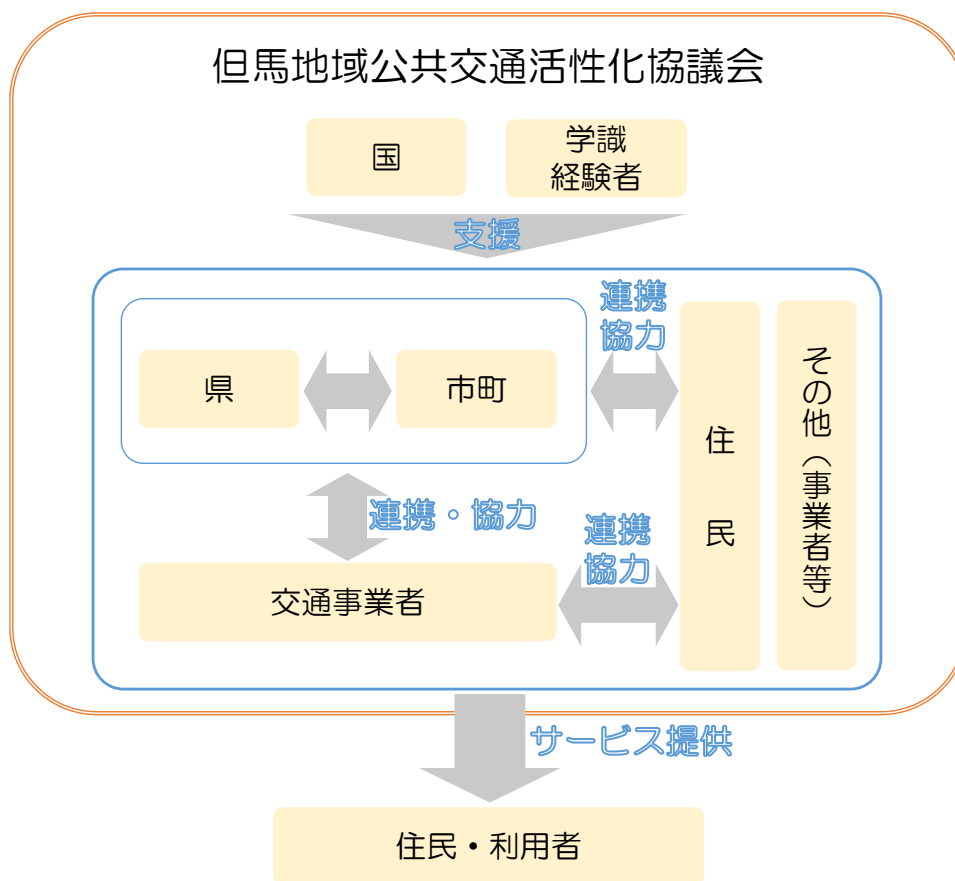 但馬地域公共交通活性化協議会
国
学識
経験者
支援
連携
協力
県
市町
住民
その他（事業者等）
連携・協力
連携
協力
交通事業者
サービス提供
住民・利用者